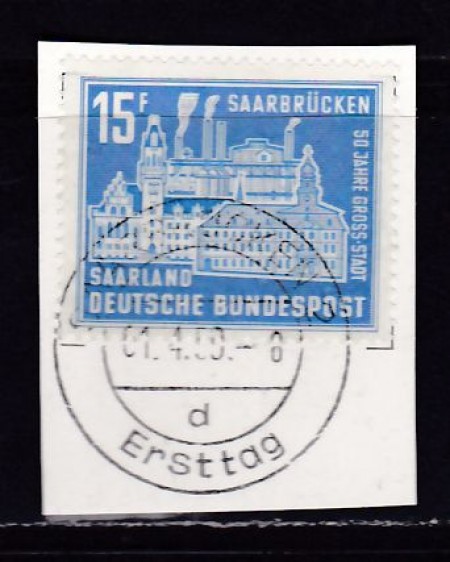 15F SAARBRÜCKEN
50 JAHRE GROSS-STADT
SAARLAND
DEUTSCHE BUNDESPOST
d
Ersttag